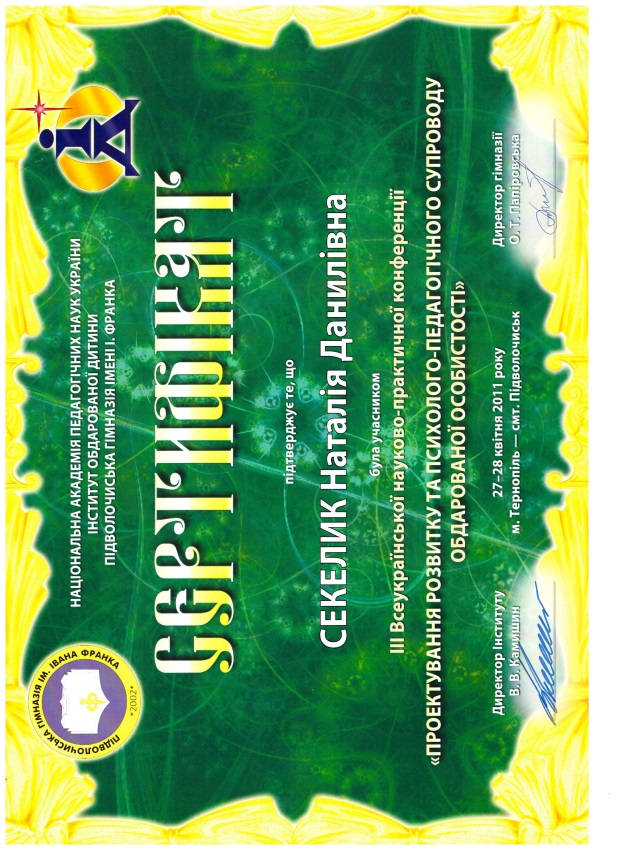 НАЦІОНАЛЬНА АКАДЕМІЯ ПЕДАГОГІЧНИХ НАУК УКРАЇНИ
ІНСТИТУТ ОБДАРОВАНОЇ ДИТИНИ
ПІДВОЛОЧИСЬКА ГІМНАЗІЯ ІМЕНІ І. ФРАНКА
ПІДВОЛОЧИСЬКА ГІМНАЗІЯ ІМ. ІВАНА ФРАНКА
*2002*
СЕРТИФІКАТ
підтверджує те, що
СЕКЕЛИК Наталія Данилівна
була учасником
ІІІ Всеукраїнської науково-практичної конференції
«ПРОЕКТУВАННЯ РОЗВИТКУ ТА ПСИХОЛОГО-ПЕДАГОГІЧНОГО СУПРОВОДУ
ОБДАРОВАНОЇ ОСОБИСТОСТІ»
Директор Інституту
В. В. Камишин
27–28 квітня 2011 року
м. Тернопіль — смт. Підволочиськ
Директор гімназії
О. Т. Папіровська